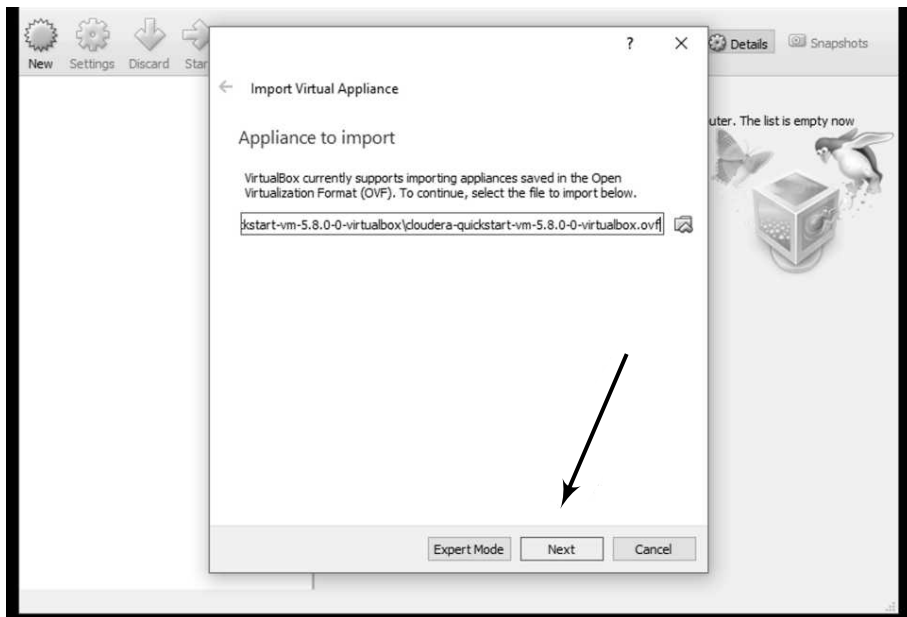 New Settings Discard Star
Details Snapshots
? ×
Import Virtual Appliance
uter. The list is empty now
Appliance to import
VirtualBox currently supports importing appliances saved in the Open
Virtualization Format (OVF). To continue, select the file to import below.
kstart-vm-5.8.0-0-virtualbox\cloudera-quickstart-vm-5.8.0-0-virtualbox.ovf
Expert Mode Next Cancel